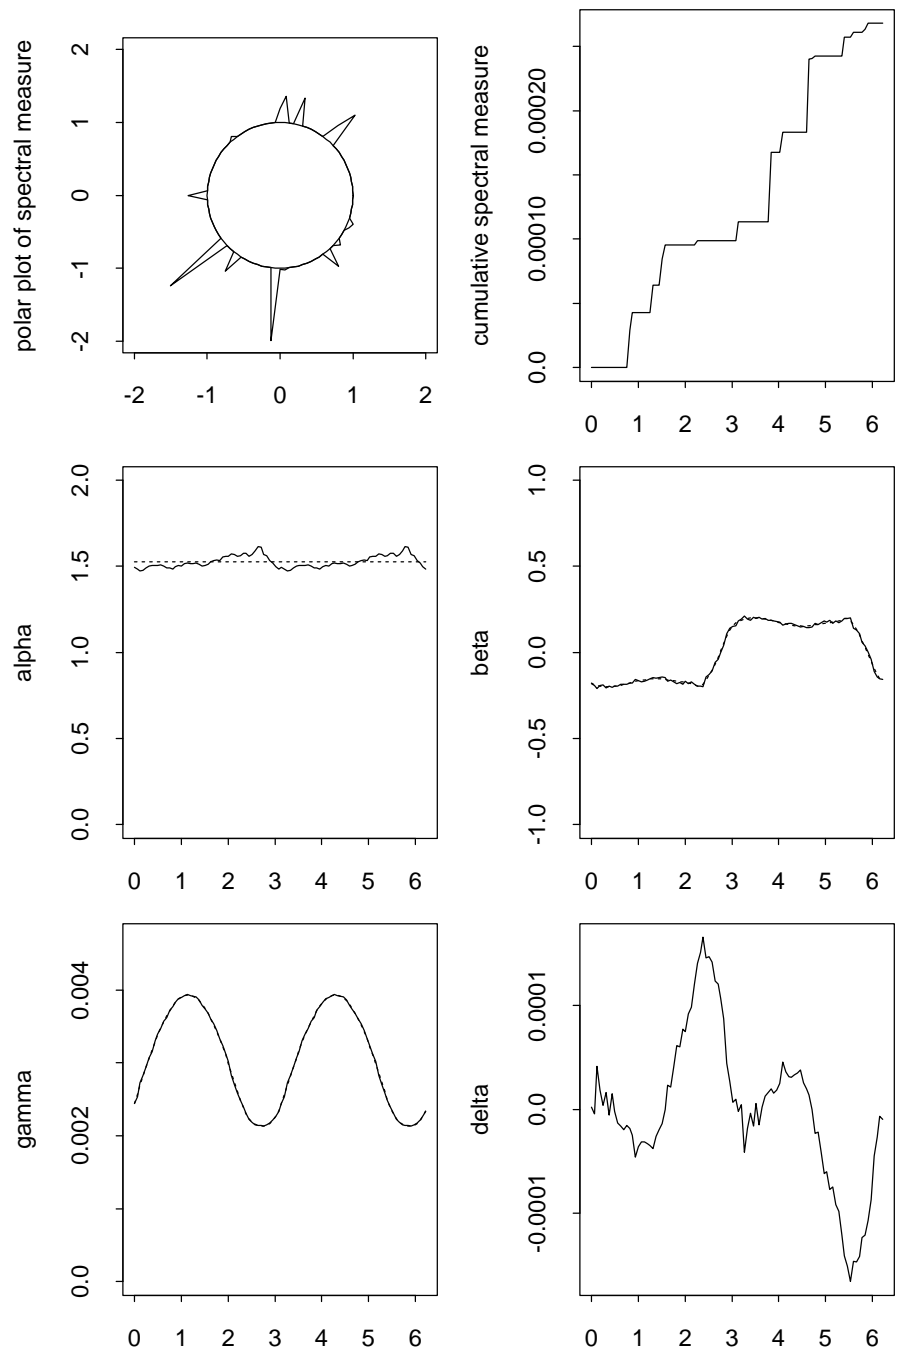 polar plot of spectral measure
2
1
0
-1
-2
-2 -1 0 1 2
cumulative spectral measure
0.00020
0.00010
0.0
0 1 2 3 4 5 6
alpha
2.0
1.5
1.0
0.5
0.0
0 1 2 3 4 5 6
beta
1.0
0.5
0.0
-0.5
-1.0
0 1 2 3 4 5 6
gamma
0.004
0.002
0.0
0 1 2 3 4 5 6
delta
0.0001
0.0
-0.0001
0 1 2 3 4 5 6